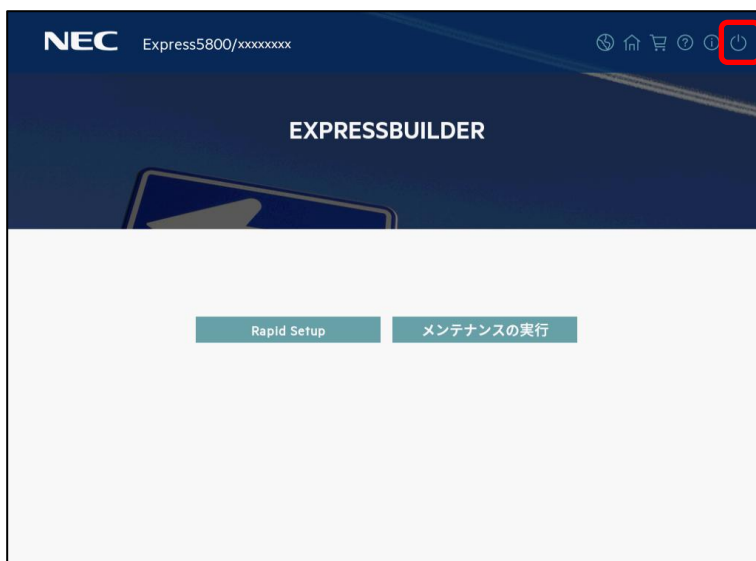 NEC Express5800/xxxxxxxx
EXPRESSBUILDER
Rapid Setup メンテナンスの実行